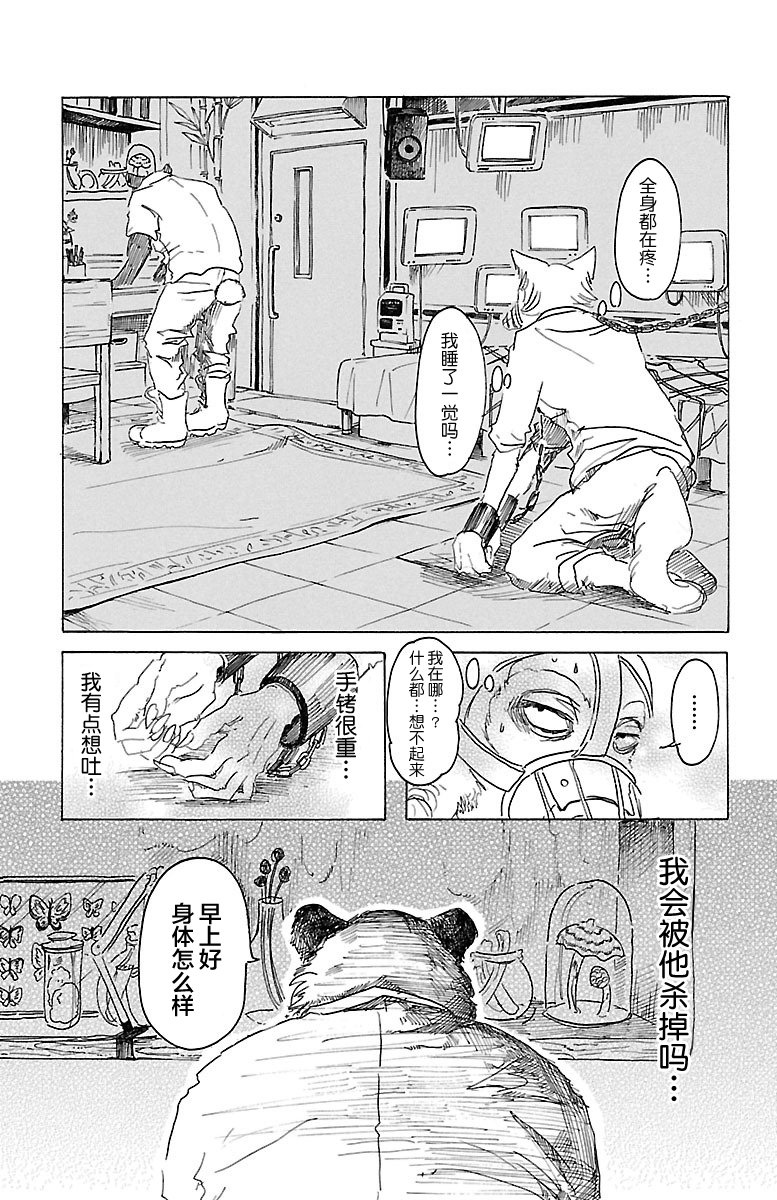 全身都在疼…
我睡了一觉吗…
……
我在哪…?
什么都…想不起来
手铐很重…
我有点想吐…
我会被他杀掉吗…
早上好
身体怎么样